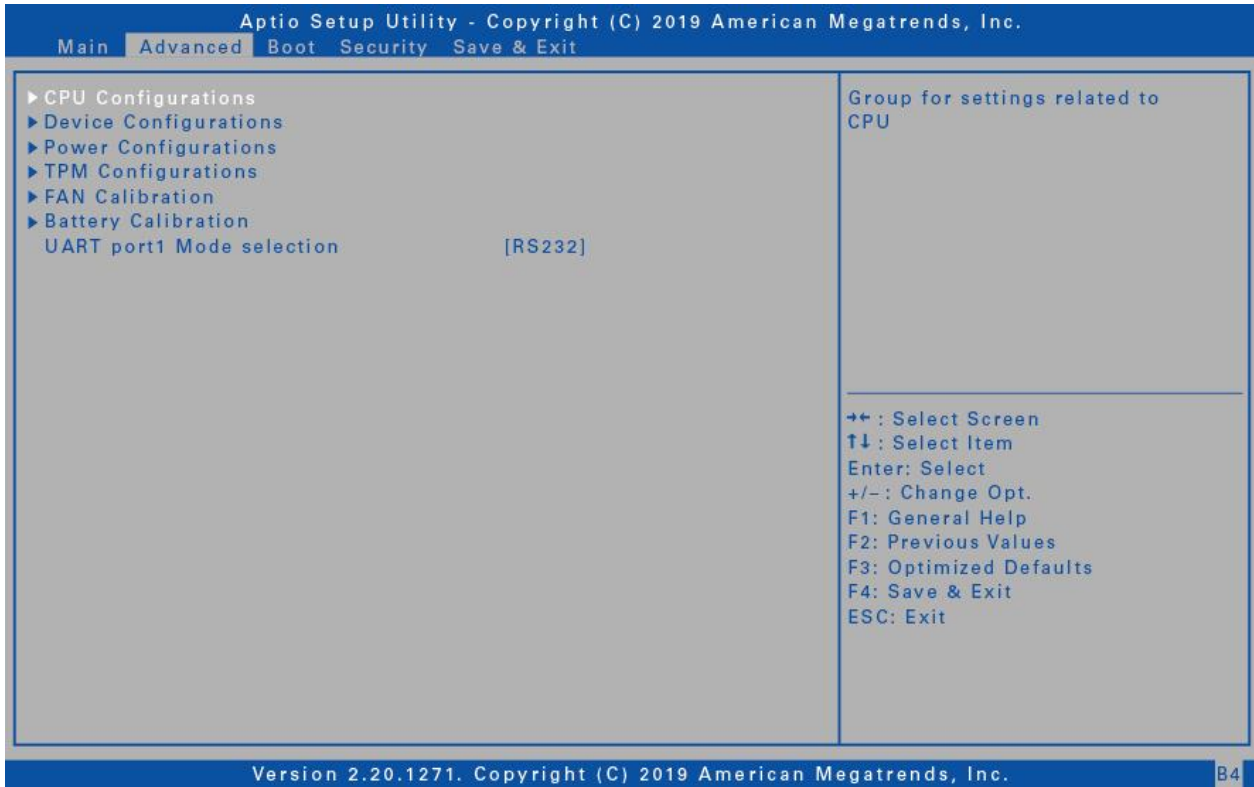 Aptio Setup Utility - Copyright (C) 2019 American Megatrends, Inc.
Main Advanced Boot Security Save & Exit
▶ CPU Configurations
▶ Device Configurations
▶ Power Configurations
▶ TPM Configurations
▶ FAN Calibration
▶ Battery Calibration
UART port1 Mode selection [RS232]
Group for settings related to
CPU
→← : Select Screen
↑↓ : Select Item
Enter: Select
+/– : Change Opt.
F1: General Help
F2: Previous Values
F3: Optimized Defaults
F4: Save & Exit
ESC: Exit
Version 2.20.1271. Copyright (C) 2019 American Megatrends, Inc.
B4